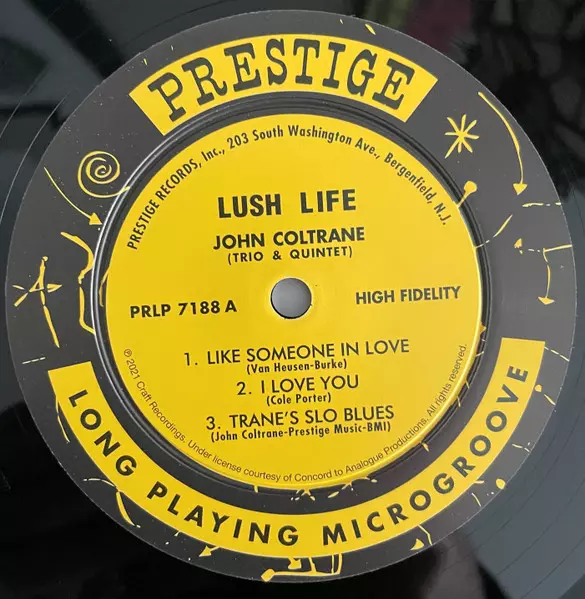 PRESTIGE
PRESTIGE RECORDS, Inc., 203 South Washington Ave., Bergenfield, N.J.
LUSH LIFE
JOHN COLTRANE
(TRIO & QUINTET)
PRLP 7188 A
HIGH FIDELITY
1. LIKE SOMEONE IN LOVE
(Van Heusen-Burke)
2. I LOVE YOU
(Cole Porter)
3. TRANE'S SLO BLUES
(John Coltrane-Prestige Music-BMI)
℗ 2021 Craft Recordings. Under license courtesy of Concord to Analogue Productions. All rights reserved.
LONG PLAYING MICROGROOVE